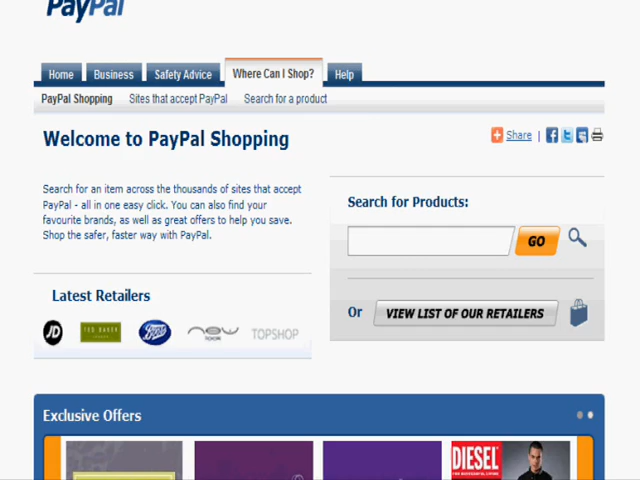 PayPal
Home Business Safety Advice Where Can I Shop? Help
PayPal Shopping Sites that accept PayPal Search for a product
Welcome to PayPal Shopping
Share |
Search for an item across the thousands of sites that accept
PayPal - all in one easy click. You can also find your
favourite brands, as well as great offers to help you save.
Shop the safer, faster way with PayPal.
Search for Products:
GO
Or VIEW LIST OF OUR RETAILERS
Latest Retailers
JD TED BAKER Boots new look TOPSHOP
Exclusive Offers
DIESEL